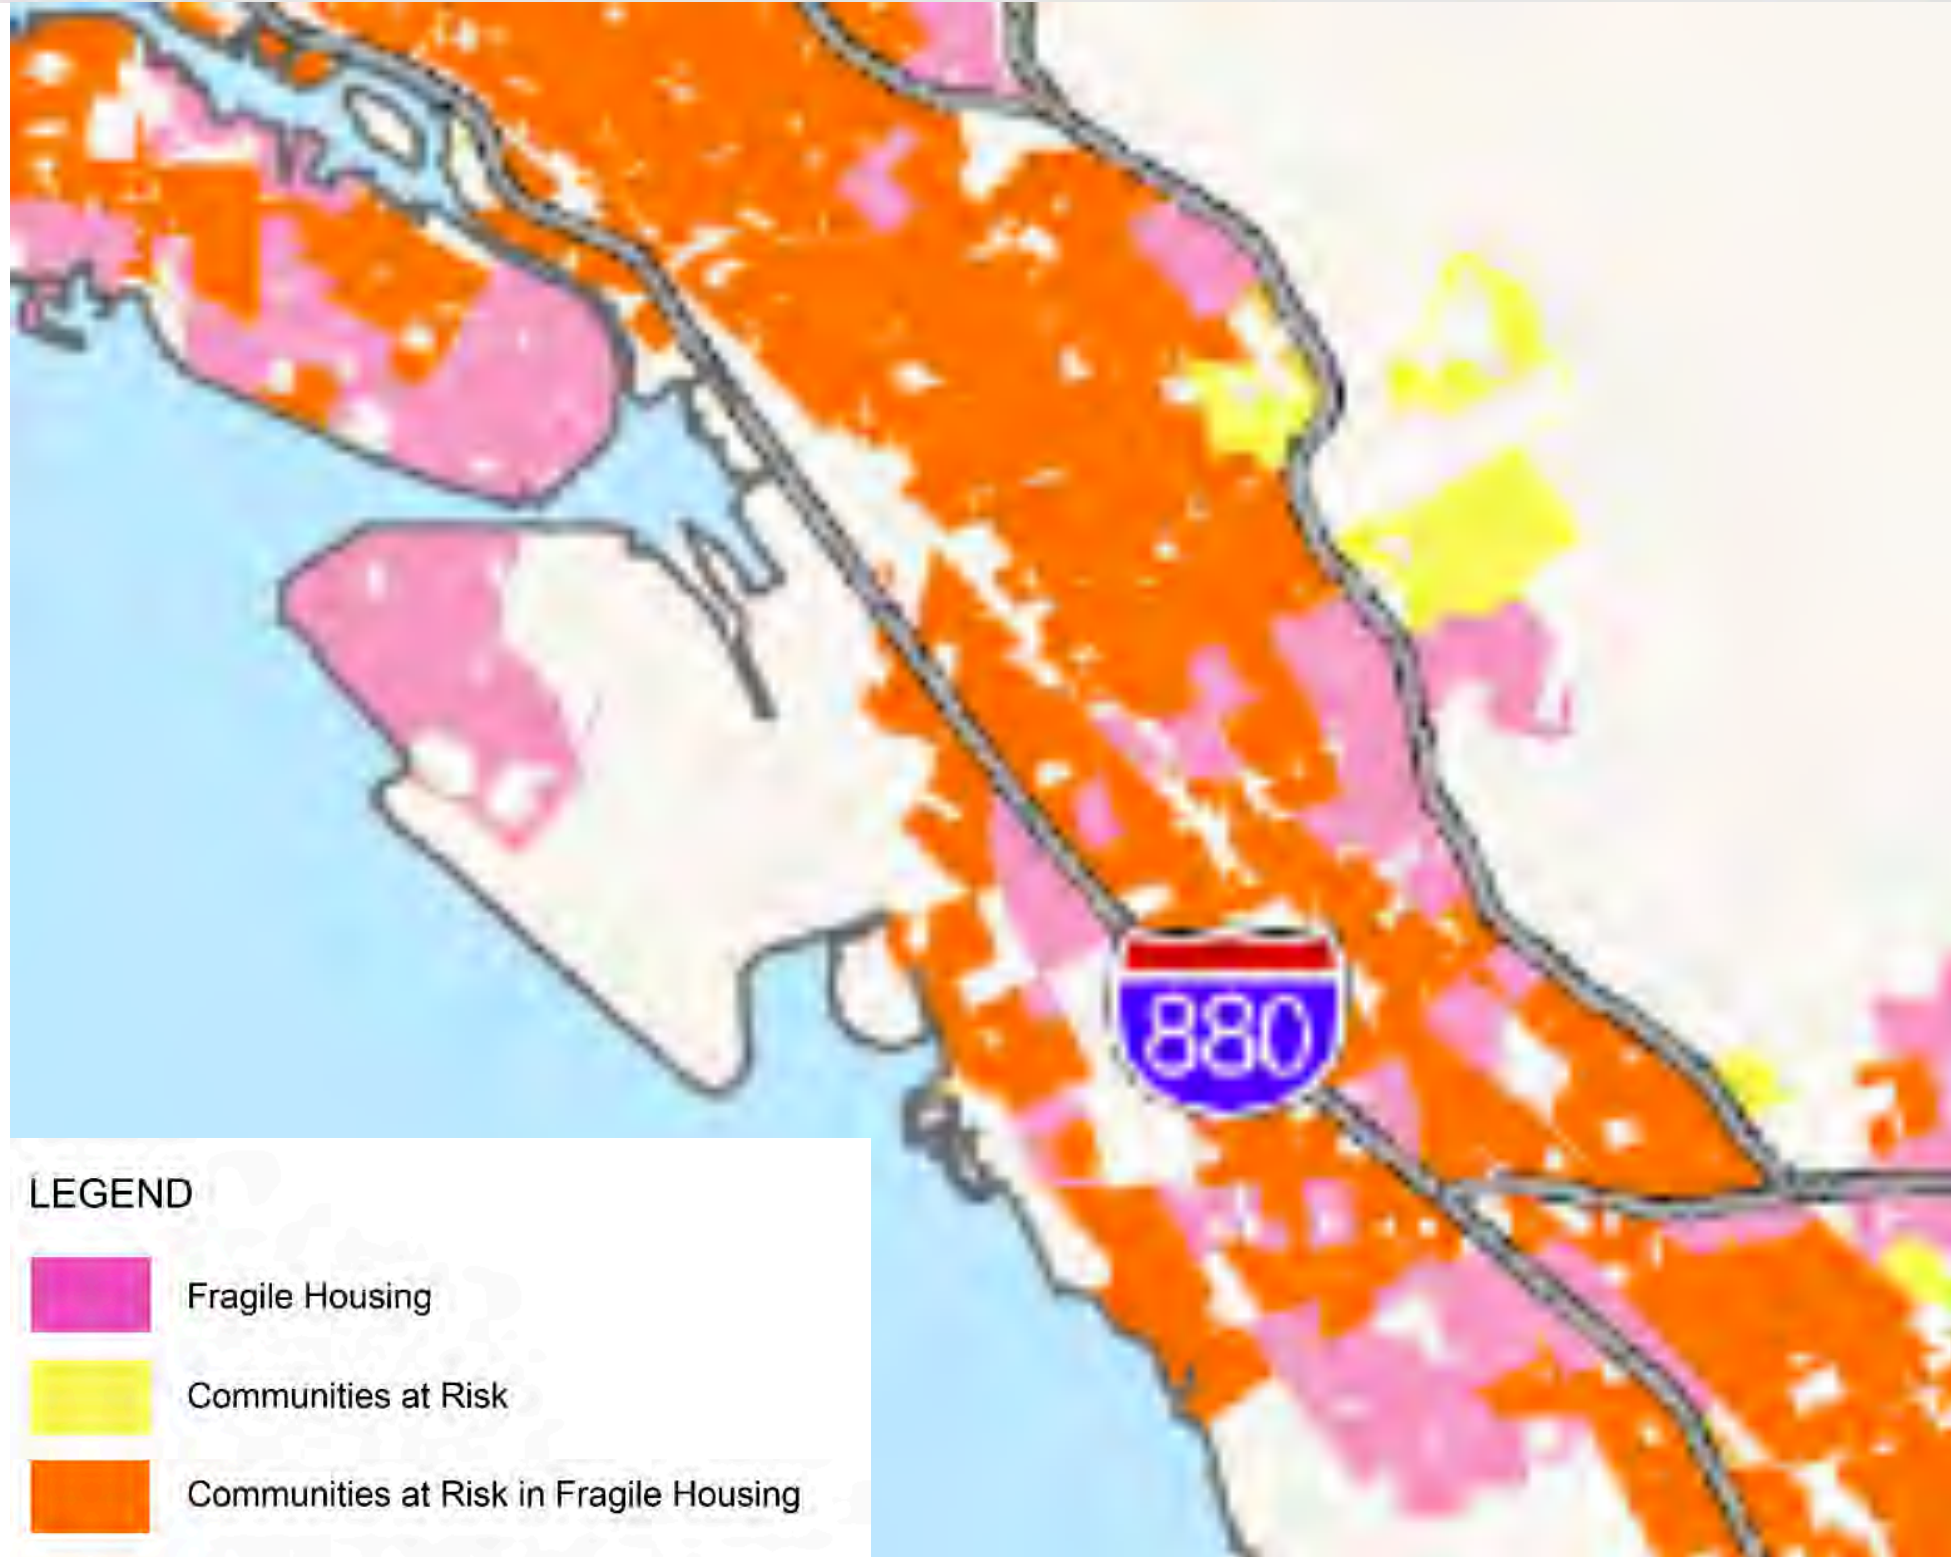 880
LEGEND
Fragile Housing
Communities at Risk
Communities at Risk in Fragile Housing